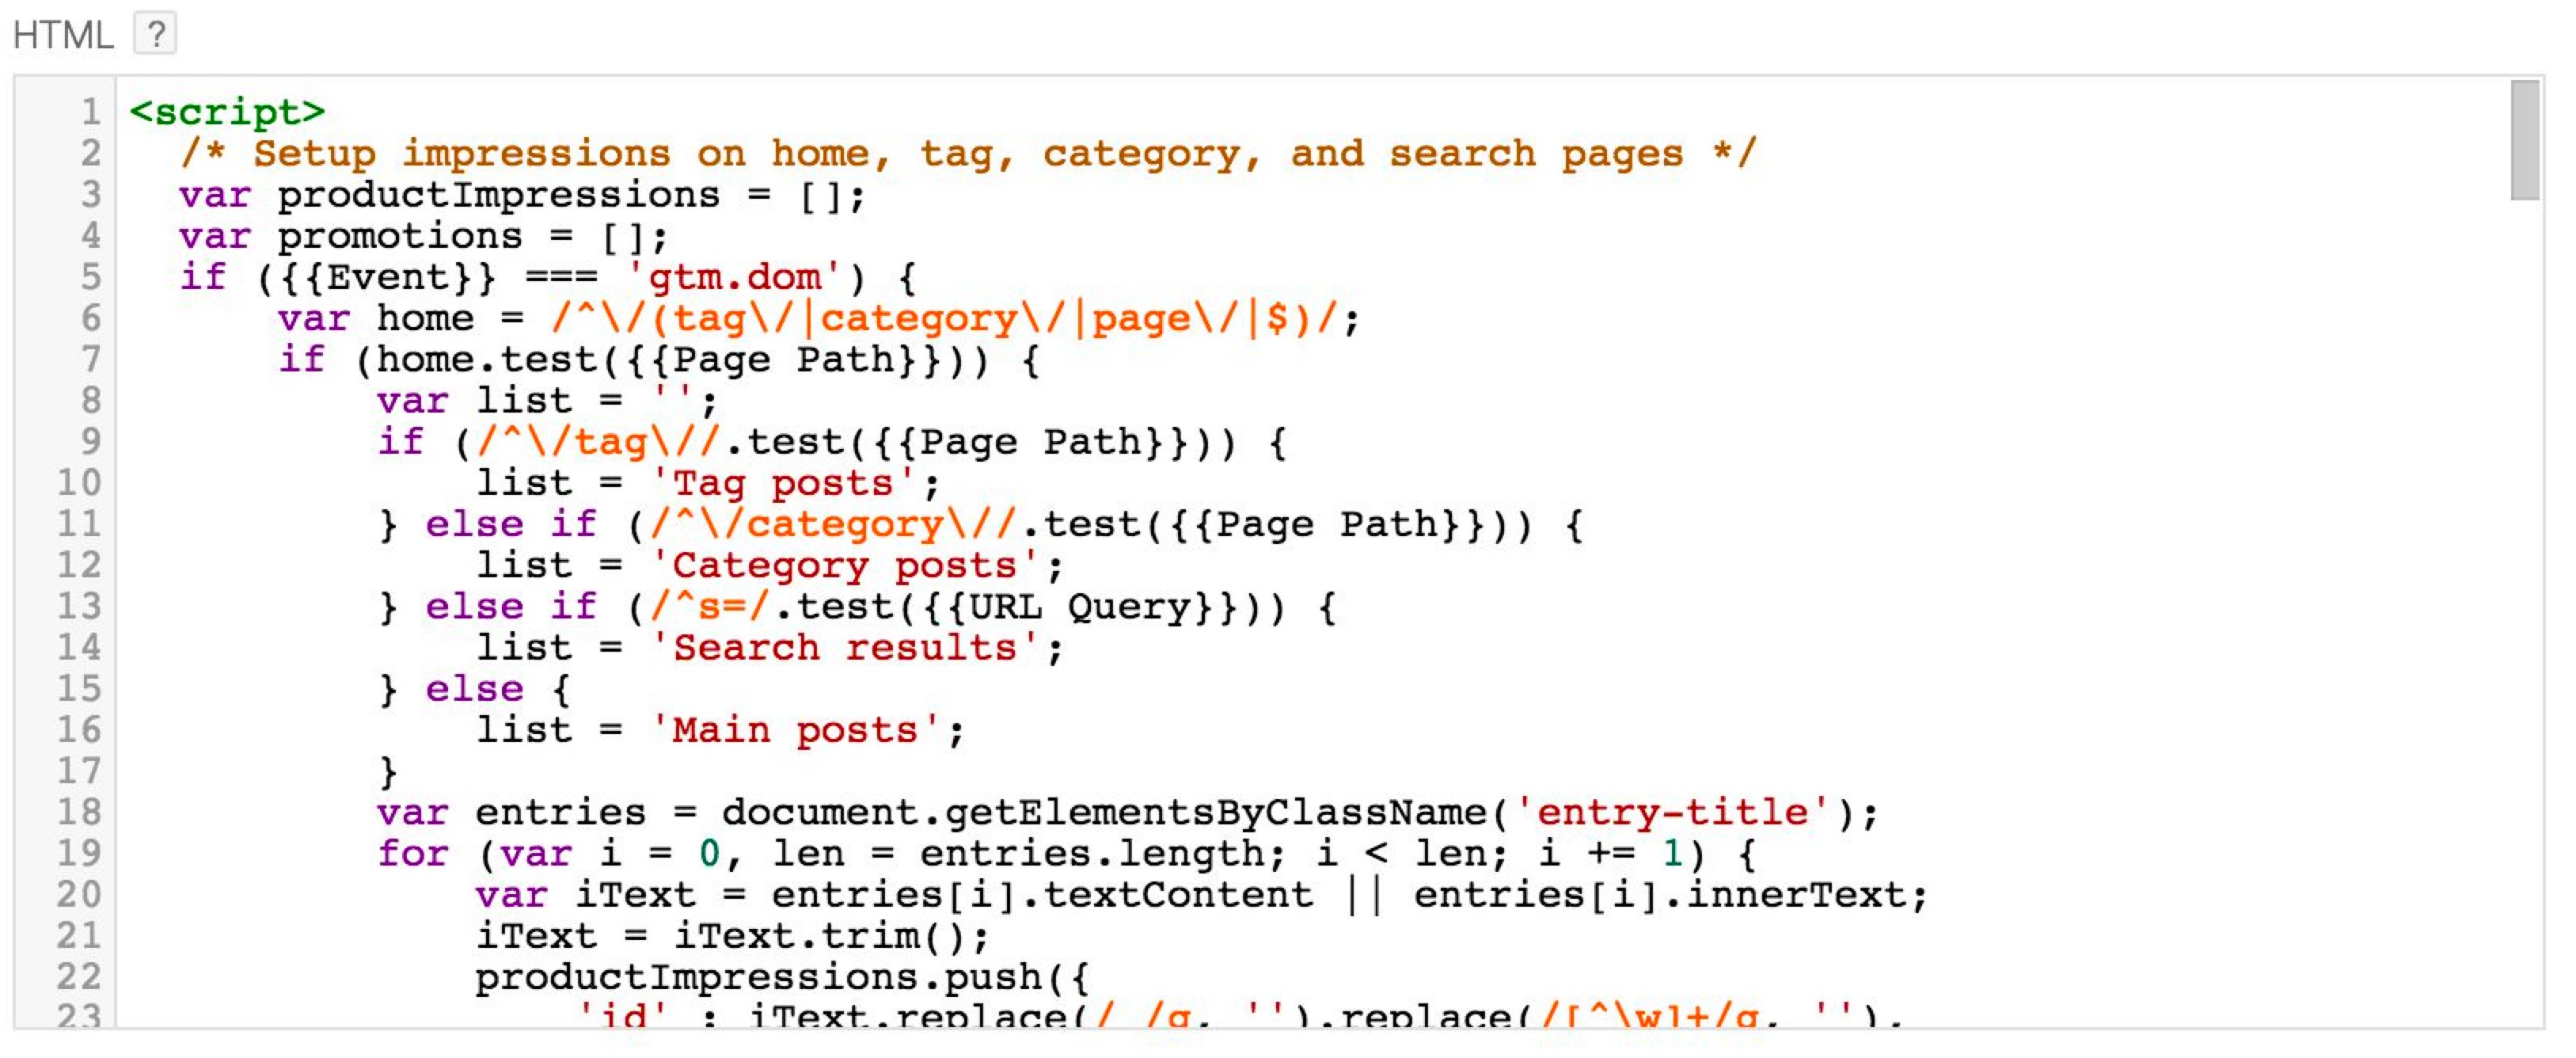 HTML ?
1 <script>
2 /* Setup impressions on home, tag, category, and search pages */
3 var productImpressions = [];
4 var promotions = [];
5 if ({{Event}} === 'gtm.dom') {
6 var home = /^\/(tag\/|category\/|page\/|$)/;
7 if (home.test({{Page Path}})) {
8 var list = '';
9 if (/^\/tag\//.test({{Page Path}})) {
10 list = 'Tag posts';
11 } else if (/^\/category\//.test({{Page Path}})) {
12 list = 'Category posts';
13 } else if (/^s=/.test({{URL Query}})) {
14 list = 'Search results';
15 } else {
16 list = 'Main posts';
17 }
18 var entries = document.getElementsByClassName('entry-title');
19 for (var i = 0, len = entries.length; i < len; i += 1) {
20 var iText = entries[i].textContent || entries[i].innerText;
21 iText = iText.trim();
22 productImpressions.push({
23 'id' : iText.replace(/ /g, '').replace(/[^\w]+/g, ''),